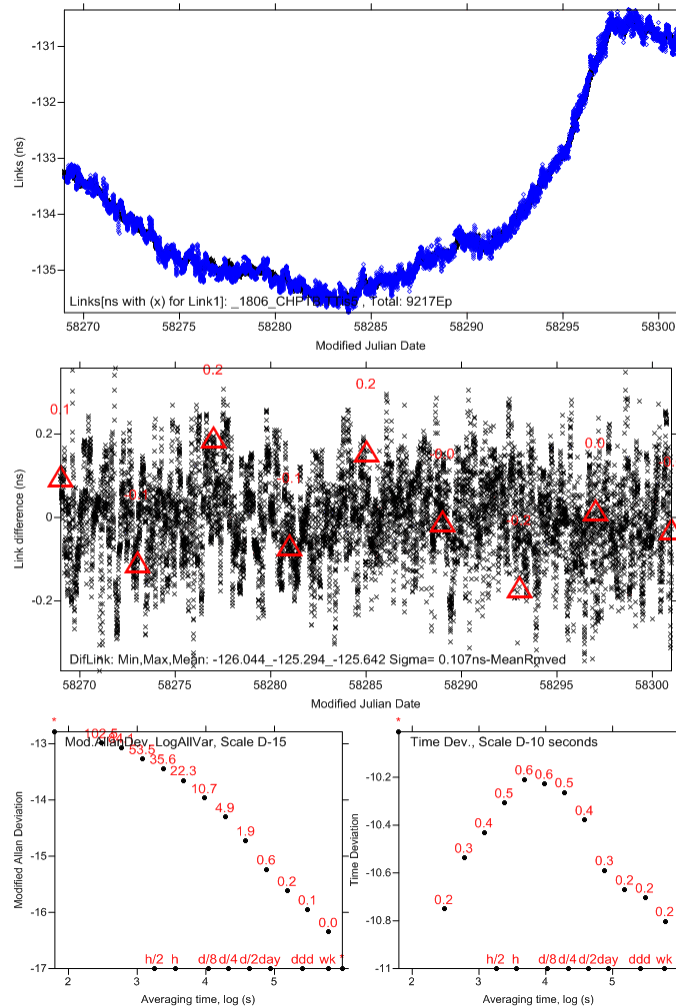 -131
-132
-133
-134
-135
Links (ns)
Links[ns with (x) for Link1]: _1806_CHPTB , Total: 9217Ep
58270 58275 58280 58285 58290 58295 58300
Modified Julian Date
0.1 -0.1 0.2 -0.1 0.2 -0.0 -0.2 0.0
0.2
0
-0.2
Link difference (ns)
DifLink: Min,Max,Mean: -126.044_-125.294_-125.642 Sigma= 0.107ns-MeanRmved
58270 58275 58281 58285 58290 58295 58301
Modified Julian Date
*
Mod.AllanDev, LogAllVar, Scale D-15
102.5 53.5 35.6 22.3 10.7 4.9 1.9 0.6 0.2 0.1 0.0
-13
-14
-15
-16
-17
Modified Allan Deviation
h/2 h d/8 d/4 d/2 day ddd wk *
2 3 4 5
Averaging time, log (s)
*
Time Dev., Scale D-10 seconds
0.2 0.3 0.4 0.5 0.6 0.6 0.5 0.4 0.3 0.2 0.2 0.2
-10.2
-10.4
-10.6
-10.8
-11
Time Deviation
h/2 h d/8 d/4 d/2 day ddd wk
2 3 4 5
Averaging time, log (s)